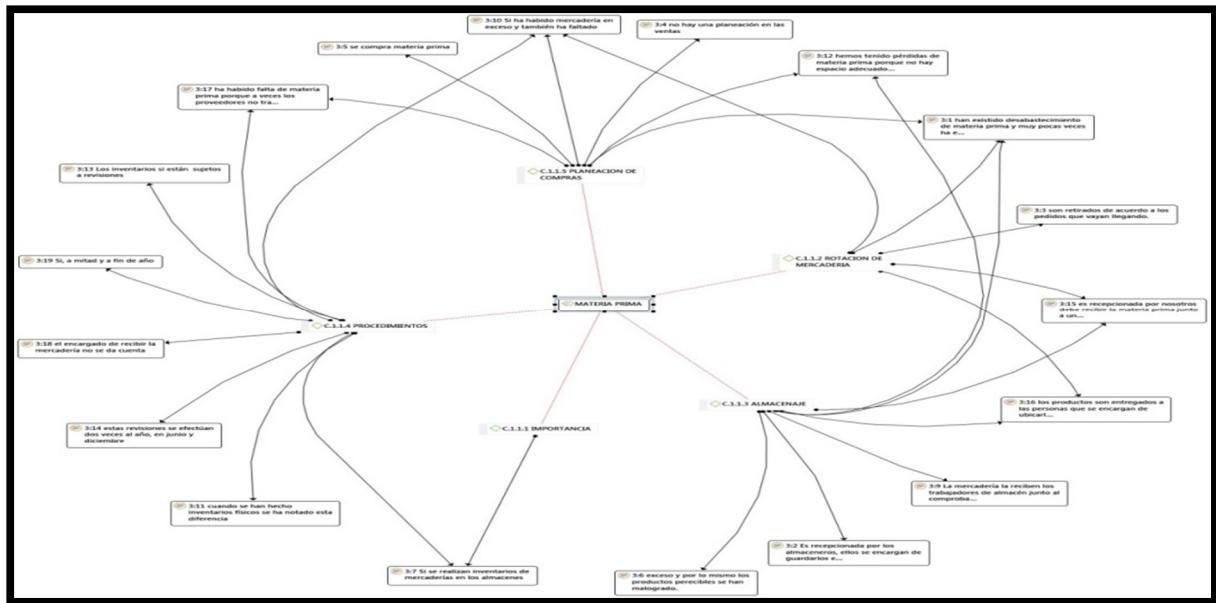 3:10 Si ha habido mercadería en
exceso y también ha faltado
3:4 no hay una planeación en las
ventas
3:5 se compra materia prima
3:12 hemos tenido pérdidas de
materia prima porque no hay
espacio adecuado...
3:17 ha habido falta de materia
prima porque a veces los
proveedores no tra...
3:1 han existido desabastecimiento
de materia prima y muy pocas veces
ha e...
3:13 Los inventarios si están sujetos
a revisiones
C.1.1.5 PLANEACION DE
COMPRAS
3:3 son retirados de acuerdo a los
pedidos que vayan llegando.
3:19 Si, a mitad y a fin de año
C.1.1.2 ROTACION DE
MERCADERIA
MATERIA PRIMA
3:15 es recepcionada por nosotros
debe recibir la materia prima junto
a un...
C.1.1.4 PROCEDIMIENTOS
3:18 el encargado de recibir la
mercadería no se da cuenta
C.1.1.3 ALMACENAJE
3:16 los productos son entregados a
las personas que se encargan de
ubicarl...
3:14 estas revisiones se efectúan
dos veces al año, en junio y
diciembre
C.1.1.1 IMPORTANCIA
3:9 La mercadería la reciben los
trabajadores de almacén junto al
comproba...
3:11 cuando se han hecho
inventarios físicos se ha notado esta
diferencia
3:2 Es recepcionada por los
almaceneros, ellos se encargan de
guardarlos e...
3:7 Si se realizan inventarios de
mercaderías en los almacenes
3:6 exceso y por lo mismo los
productos perecibles se han
malogrado.